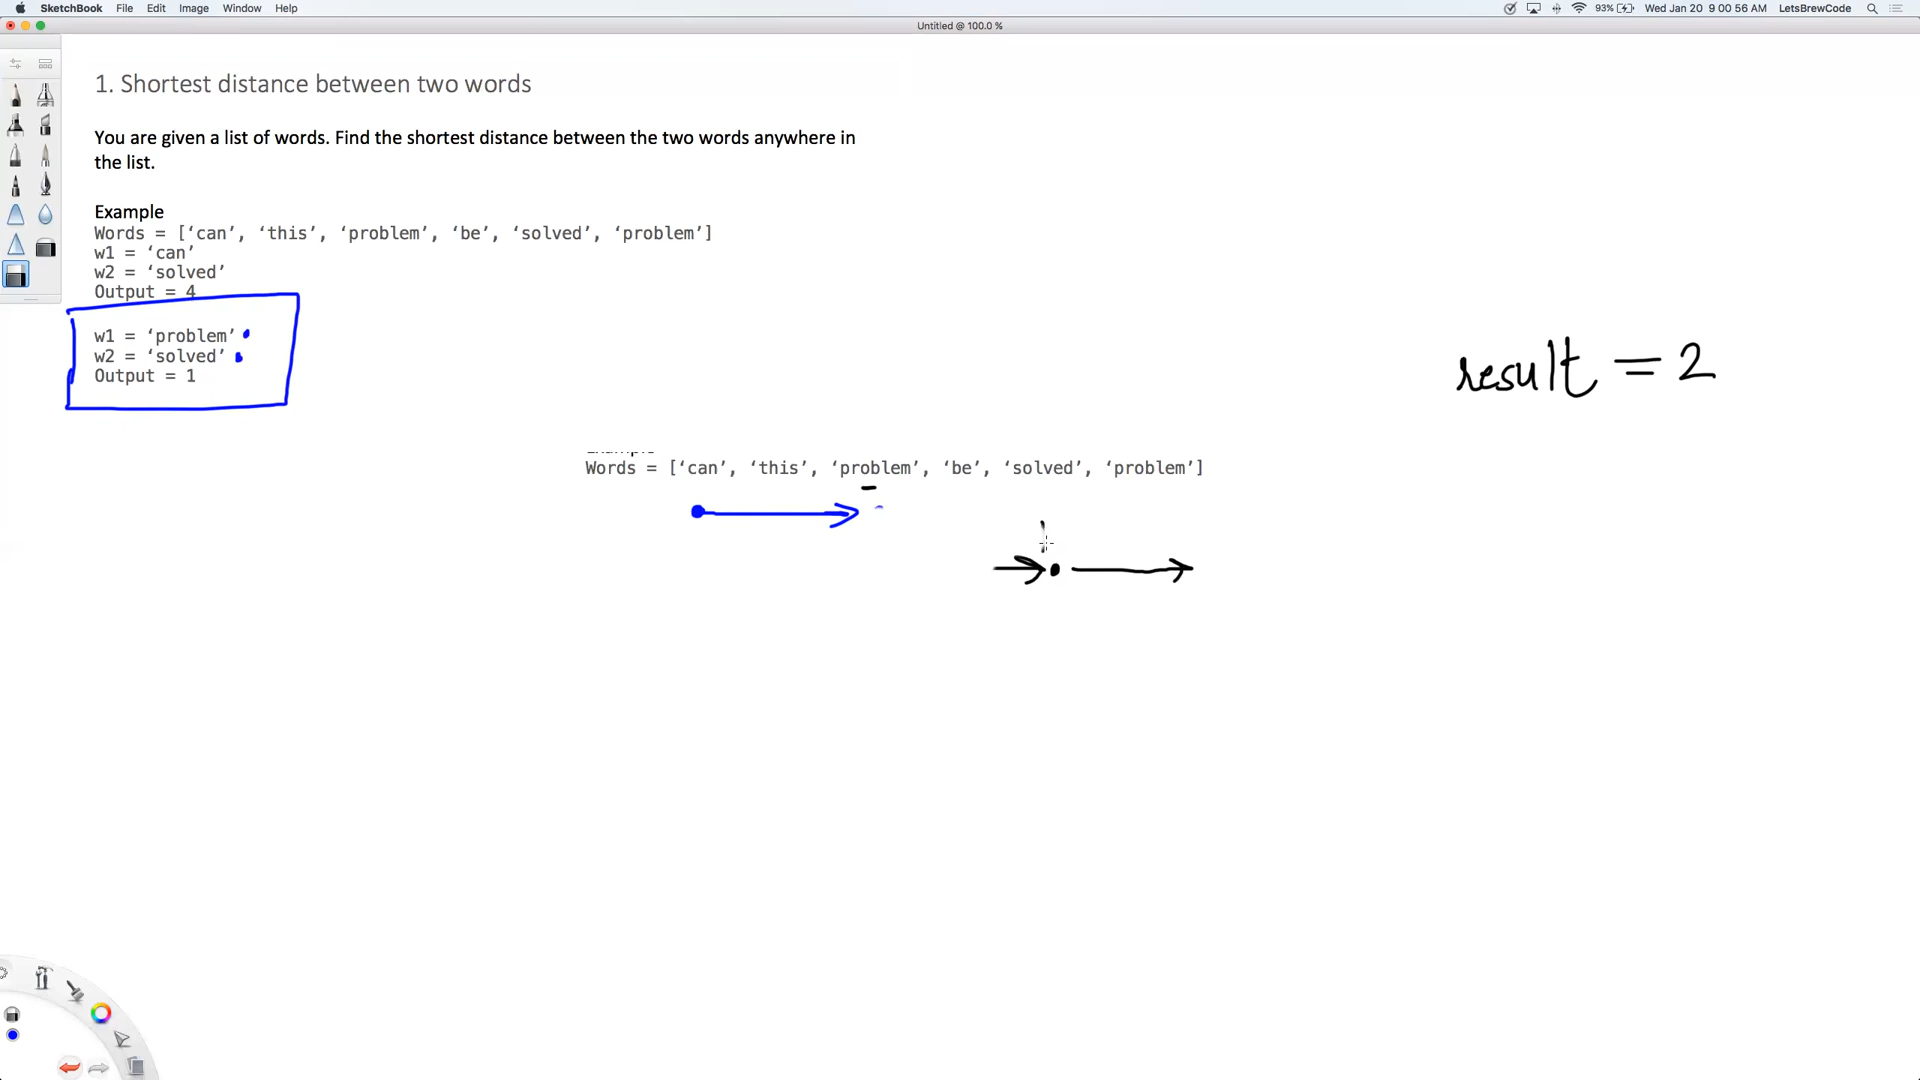 SketchBook File Edit Image Window Help 93% Wed Jan 20 9 00 56 AM LetsBrewCode
Untitled @ 100.0 %
1. Shortest distance between two words
You are given a list of words. Find the shortest distance between the two words anywhere in
the list.
Example
Words = [‘can’, ‘this’, ‘problem’, ‘be’, ‘solved’, ‘problem’]
w1 = ‘can’
w2 = ‘solved’
Output = 4
w1 = ‘problem’
w2 = ‘solved’
Output = 1
result = 2
Words = [‘can’, ‘this’, ‘problem’, ‘be’, ‘solved’, ‘problem’]